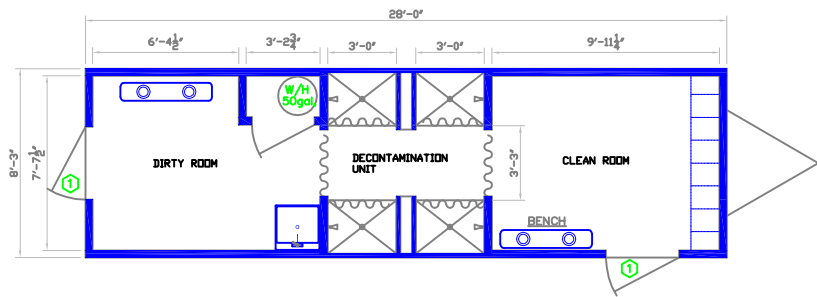 28'-0"
6'-4½"
3'-2¾"
3'-0"
3'-0"
9'-11¼"
8'-3"
7'-7½"
W/H
50gal.
DIRTY ROOM
DECONTAMINATION
UNIT
3'-3"
CLEAN ROOM
1
BENCH
1